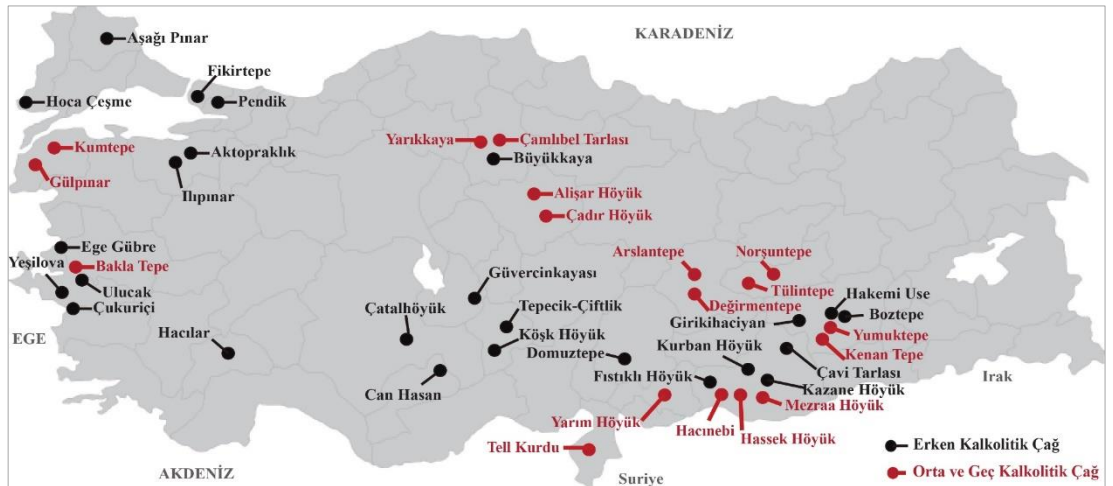 Aşağı Pınar
KARADENİZ
Fikirtepe
Hoca Çeşme
Pendik
Kumtepe
Yarıkkaya
Çamlıbel Tarlası
Aktopraklık
Büyükkaya
Gülpınar
Ilıpınar
Alişar Höyük
Çadır Höyük
Ege Gübre
Arslantepe
Norşuntepe
Yeşilova
Bakla Tepe
Güvercinkayası
Ulucak
Tülintepe
Hakemi Use
Çatalhöyük
Tepecik-Çiftlik
Değirmentepe
Boztepe
Çukuriçi
Girikihaciyan
EGE
Hacılar
Köşk Höyük
Yumuktepe
Domuztepe
Kurban Höyük
Kenan Tepe
Çavi Tarlası
Irak
Can Hasan
Fıstıklı Höyük
Kazane Höyük
Mezraa Höyük
Yarım Höyük
Hacınebi
Hassek Höyük
Tell Kurdu
Erken Kalkolitik Çağ
AKDENİZ
Suriye
Orta ve Geç Kalkolitik Çağ